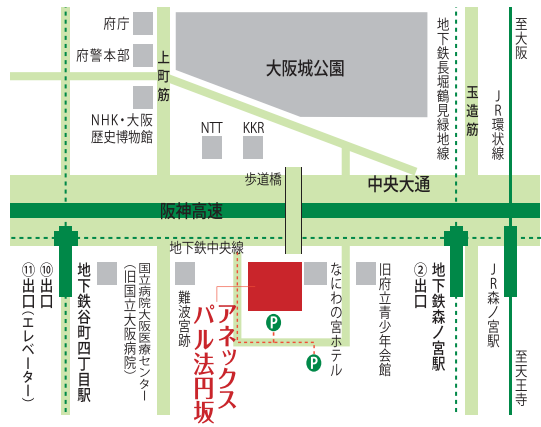 府庁
府警本部
NHK・大阪
歴史博物館
上町筋
大阪城公園
NTT
KKR
歩道橋
中央大通
阪神高速
地下鉄中央線
地下鉄長堀鶴見緑地線
玉造筋
JR環状線
至大阪
⑪出口(エレベーター)
⑩出口
地下鉄谷町四丁目駅
国立病院大阪医療センター
(旧国立大阪病院)
難波宮跡
アネックス
パル法円坂
P
P
なにわの宮ホテル
旧府立青少年会館
②出口
地下鉄森ノ宮駅
JR森ノ宮駅
至天王寺